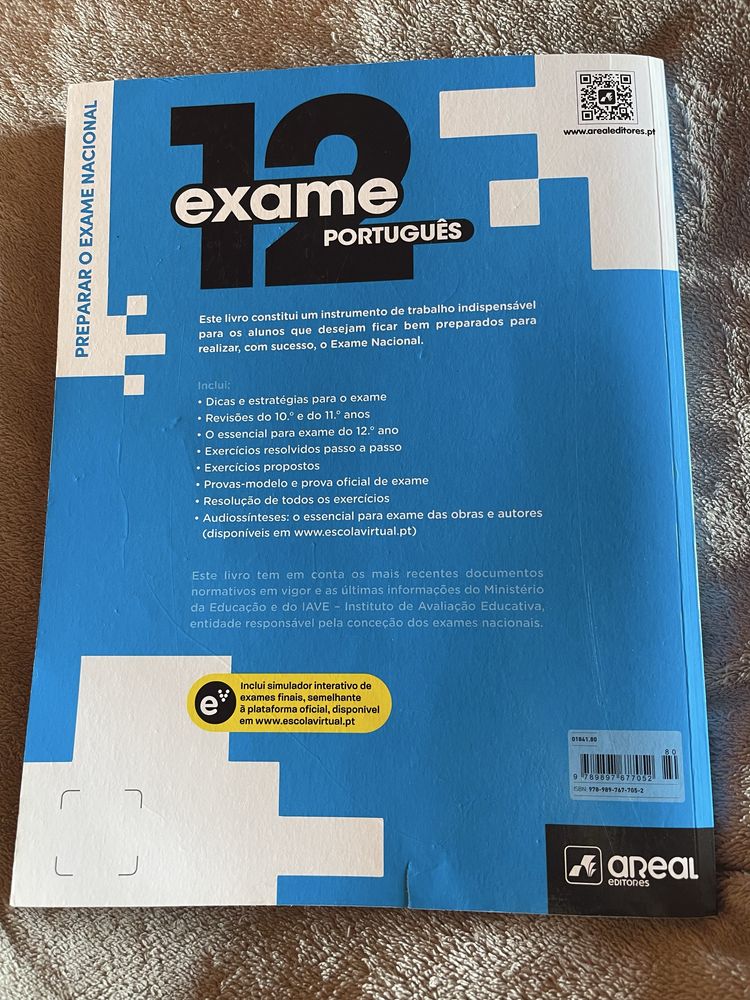 PREPARAR O EXAME NACIONAL
www.arealeditores.pt
12
exame
PORTUGUÊS
Este livro constitui um instrumento de trabalho indispensável
para os alunos que desejam ficar bem preparados para
realizar, com sucesso, o Exame Nacional.
Inclui:
• Dicas e estratégias para o exame
• Revisões do 10.º e do 11.º anos
• O essencial para exame do 12.º ano
• Exercícios resolvidos passo a passo
• Exercícios propostos
• Provas-modelo e prova oficial de exame
• Resolução de todos os exercícios
• Audiossínteses: o essencial para exame das obras e autores
(disponíveis em www.escolavirtual.pt)
Este livro tem em conta os mais recentes documentos
normativos em vigor e as últimas informações do Ministério
da Educação e do IAVE – Instituto de Avaliação Educativa,
entidade responsável pela conceção dos exames nacionais.
e
Inclui simulador interativo de
exames finais, semelhante
à plataforma oficial, disponível
em www.escolavirtual.pt
01841.80
80
9 789897 677052
ISBN: 978-989-767-705-2
areal
EDITORES